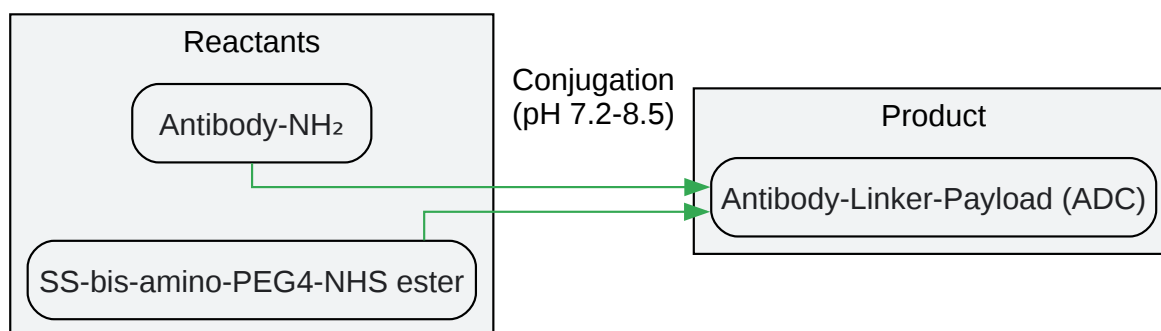 Reactants
Antibody-NH₂
SS-bis-amino-PEG4-NHS ester
Conjugation
(pH 7.2-8.5)
Product
Antibody-Linker-Payload (ADC)